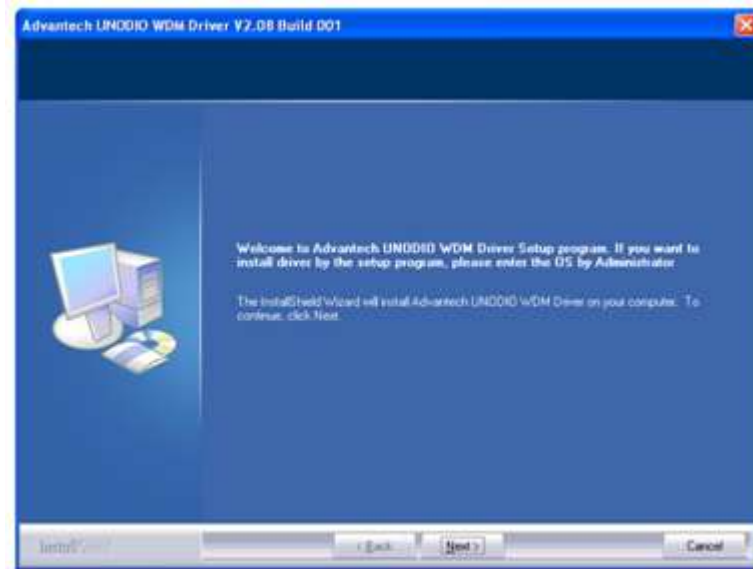 Advantech UNODIO WDM Driver V2.08 Build 001
Welcome to Advantech UNODIO WDM Driver Setup program. If you want to
install driver by the setup program, please enter the OS by Administrator
The InstallShield Wizard will install Advantech UNODIO WDM Driver on your computer. To
continue, click Next.
InstallShield
< Back
Next >
Cancel